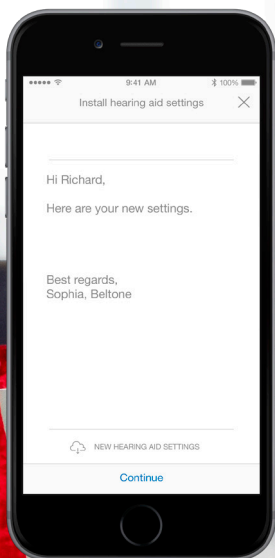 9:41 AM 100%
Install hearing aid settings
Hi Richard,
Here are your new settings.
Best regards,
Sophia, Beltone
NEW HEARING AID SETTINGS
Continue